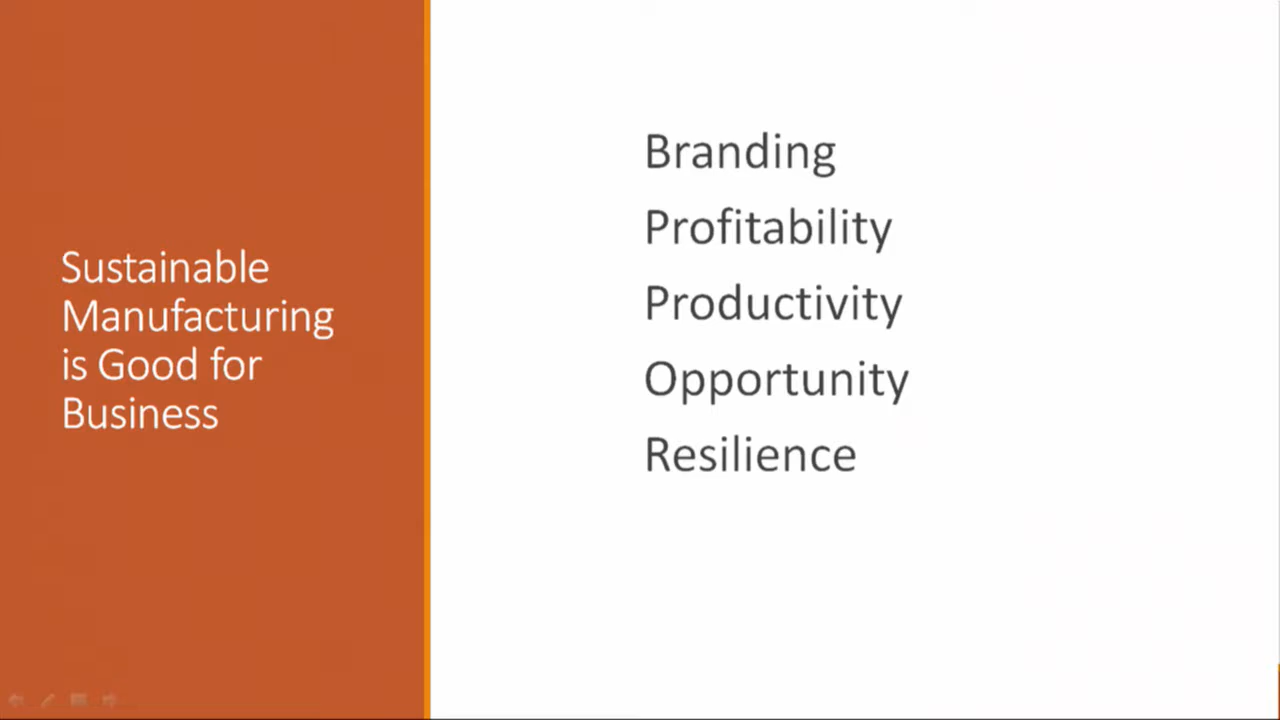 Sustainable
Manufacturing
is Good for
Business
Branding
Profitability
Productivity
Opportunity
Resilience